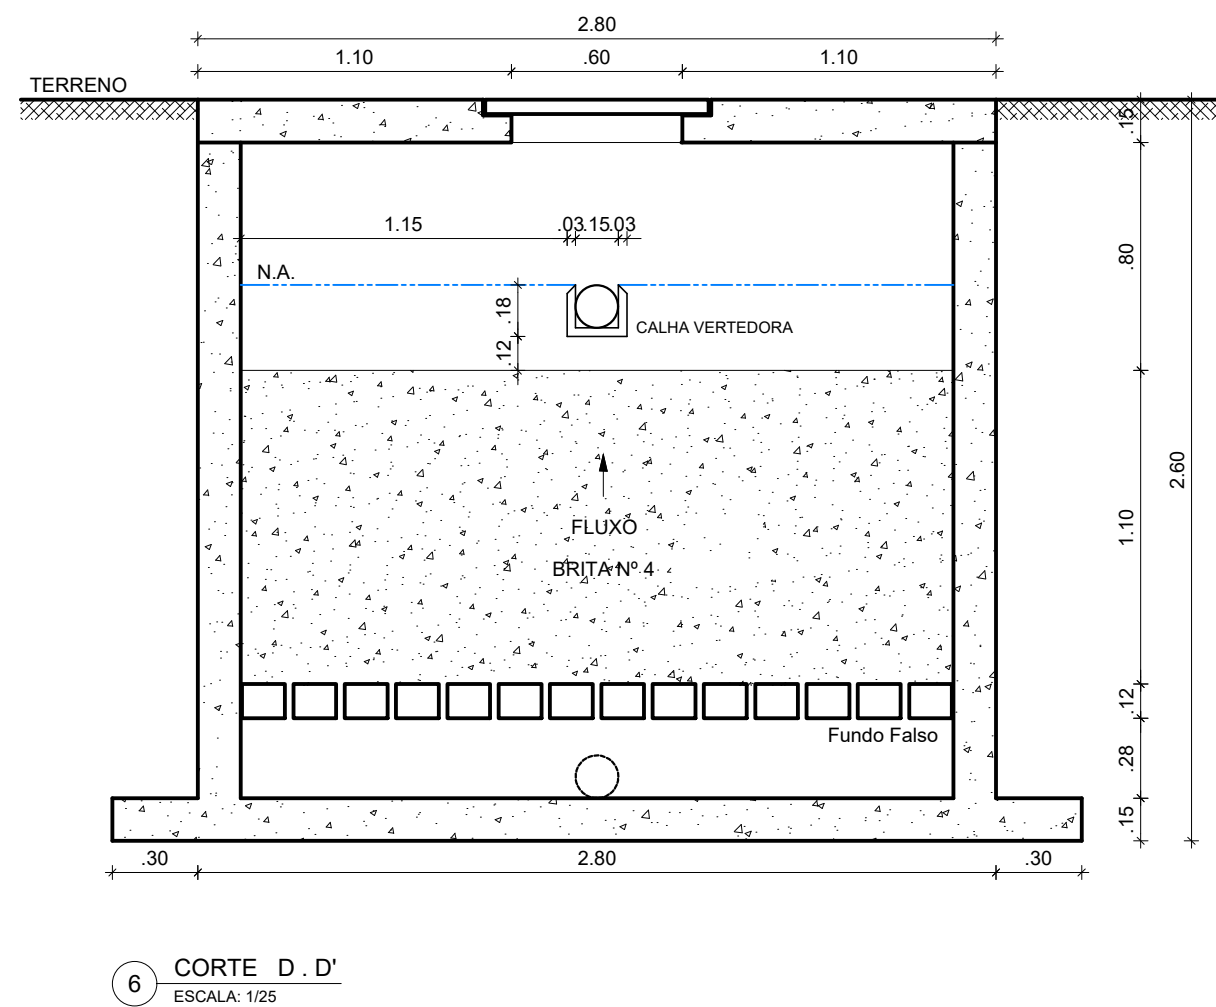 2.80
1.10 .60 1.10
TERRENO
.15
1.15 .03 .15 .03
.80
N.A.
.18
CALHA VERTEDORA
.12
2.60
FLUXO
1.10
BRITA Nº 4
.12
Fundo Falso
.28
.15
.30 2.80 .30
6 CORTE D . D'
ESCALA: 1/25